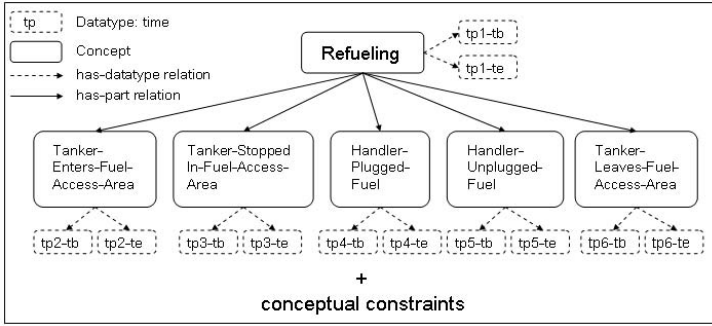 tp
Datatype: time
Concept
has-datatype relation
has-part relation
Refueling
tp1-tb
tp1-te
Tanker-
Enters-Fuel-
Access-Area
Tanker-Stopped
In-Fuel-Access-
Area
Handler-
Plugged-
Fuel
Handler-
Unplugged-
Fuel
Tanker-
Leaves-Fuel-
Access-Area
tp2-tb
tp2-te
tp3-tb
tp3-te
tp4-tb
tp4-te
tp5-tb
tp5-te
tp6-tb
tp6-te
+
conceptual constraints